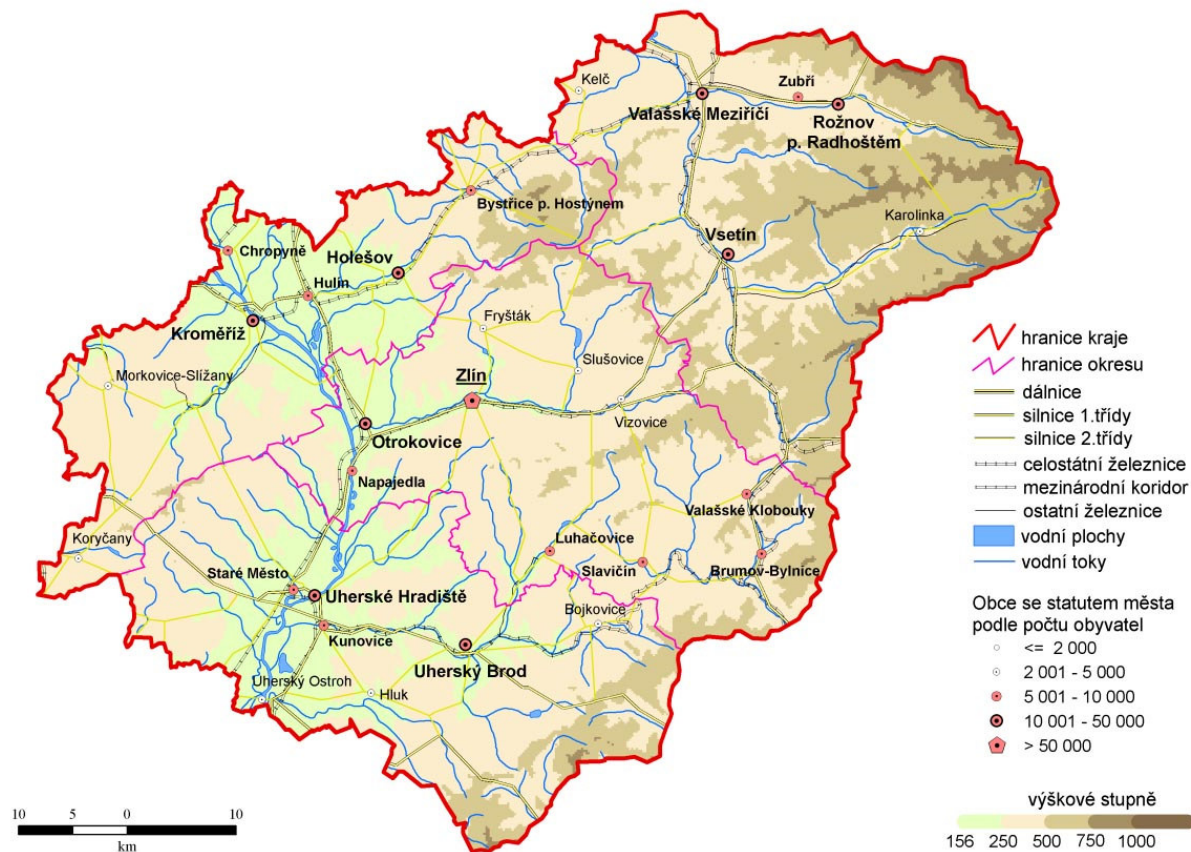 Kelč
Zubří
Valašské Meziříčí
Rožnov
p. Radhoštěm
Bystřice p. Hostýnem
Karolinka
Vsetín
Chropyně
Holešov
Hulín
Kroměříž
Fryšták
Slušovice
Morkovice-Slížany
Zlín
Vizovice
Otrokovice
Napajedla
Valašské Klobouky
Koryčany
Luhačovice
Slavičín
Brumov-Bylnice
Staré Město
Uherské Hradiště
Bojkovice
Kunovice
Uherský Brod
Uherský Ostroh
Hluk
hranice kraje
hranice okresu
dálnice
silnice 1.třídy
silnice 2.třídy
celostátní železnice
mezinárodní koridor
ostatní železnice
vodní plochy
vodní toky
Obce se statutem města
podle počtu obyvatel
<= 2 000
2 001 - 5 000
5 001 - 10 000
10 001 - 50 000
> 50 000
výškové stupně
156 250 500 750 1000
10 5 0 10
km